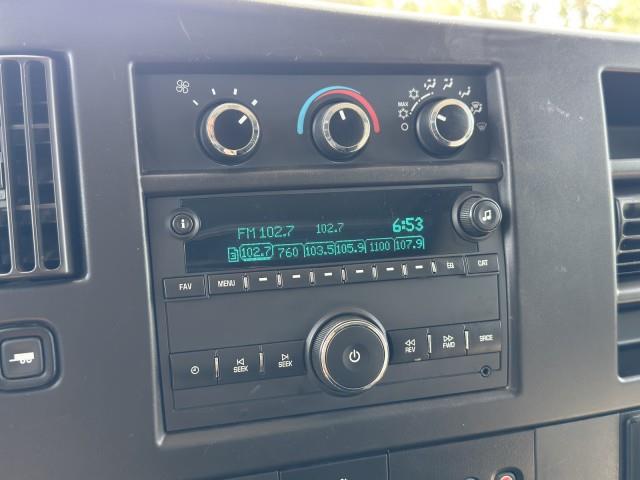 MAX
FM 102.7 102.7 6:53
3 102.7 760 103.5 105.9 1100 107.9
FAV MENU EQ CAT
SEEK SEEK REV FWD SRCE